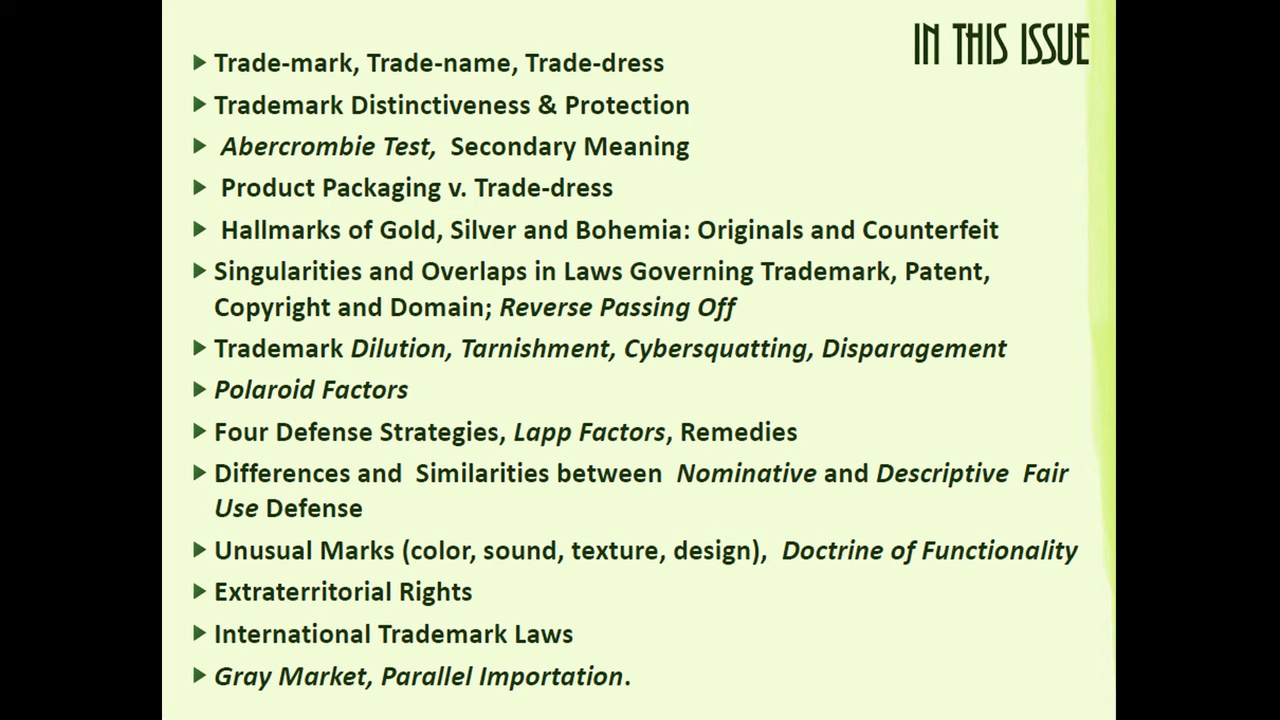 IN THIS ISSUE
Trade-mark, Trade-name, Trade-dress
Trademark Distinctiveness & Protection
Abercrombie Test, Secondary Meaning
Product Packaging v. Trade-dress
Hallmarks of Gold, Silver and Bohemia: Originals and Counterfeit
Singularities and Overlaps in Laws Governing Trademark, Patent,
Copyright and Domain; Reverse Passing Off
Trademark Dilution, Tarnishment, Cybersquatting, Disparagement
Polaroid Factors
Four Defense Strategies, Lapp Factors, Remedies
Differences and Similarities between Nominative and Descriptive Fair
Use Defense
Unusual Marks (color, sound, texture, design), Doctrine of Functionality
Extraterritorial Rights
International Trademark Laws
Gray Market, Parallel Importation.